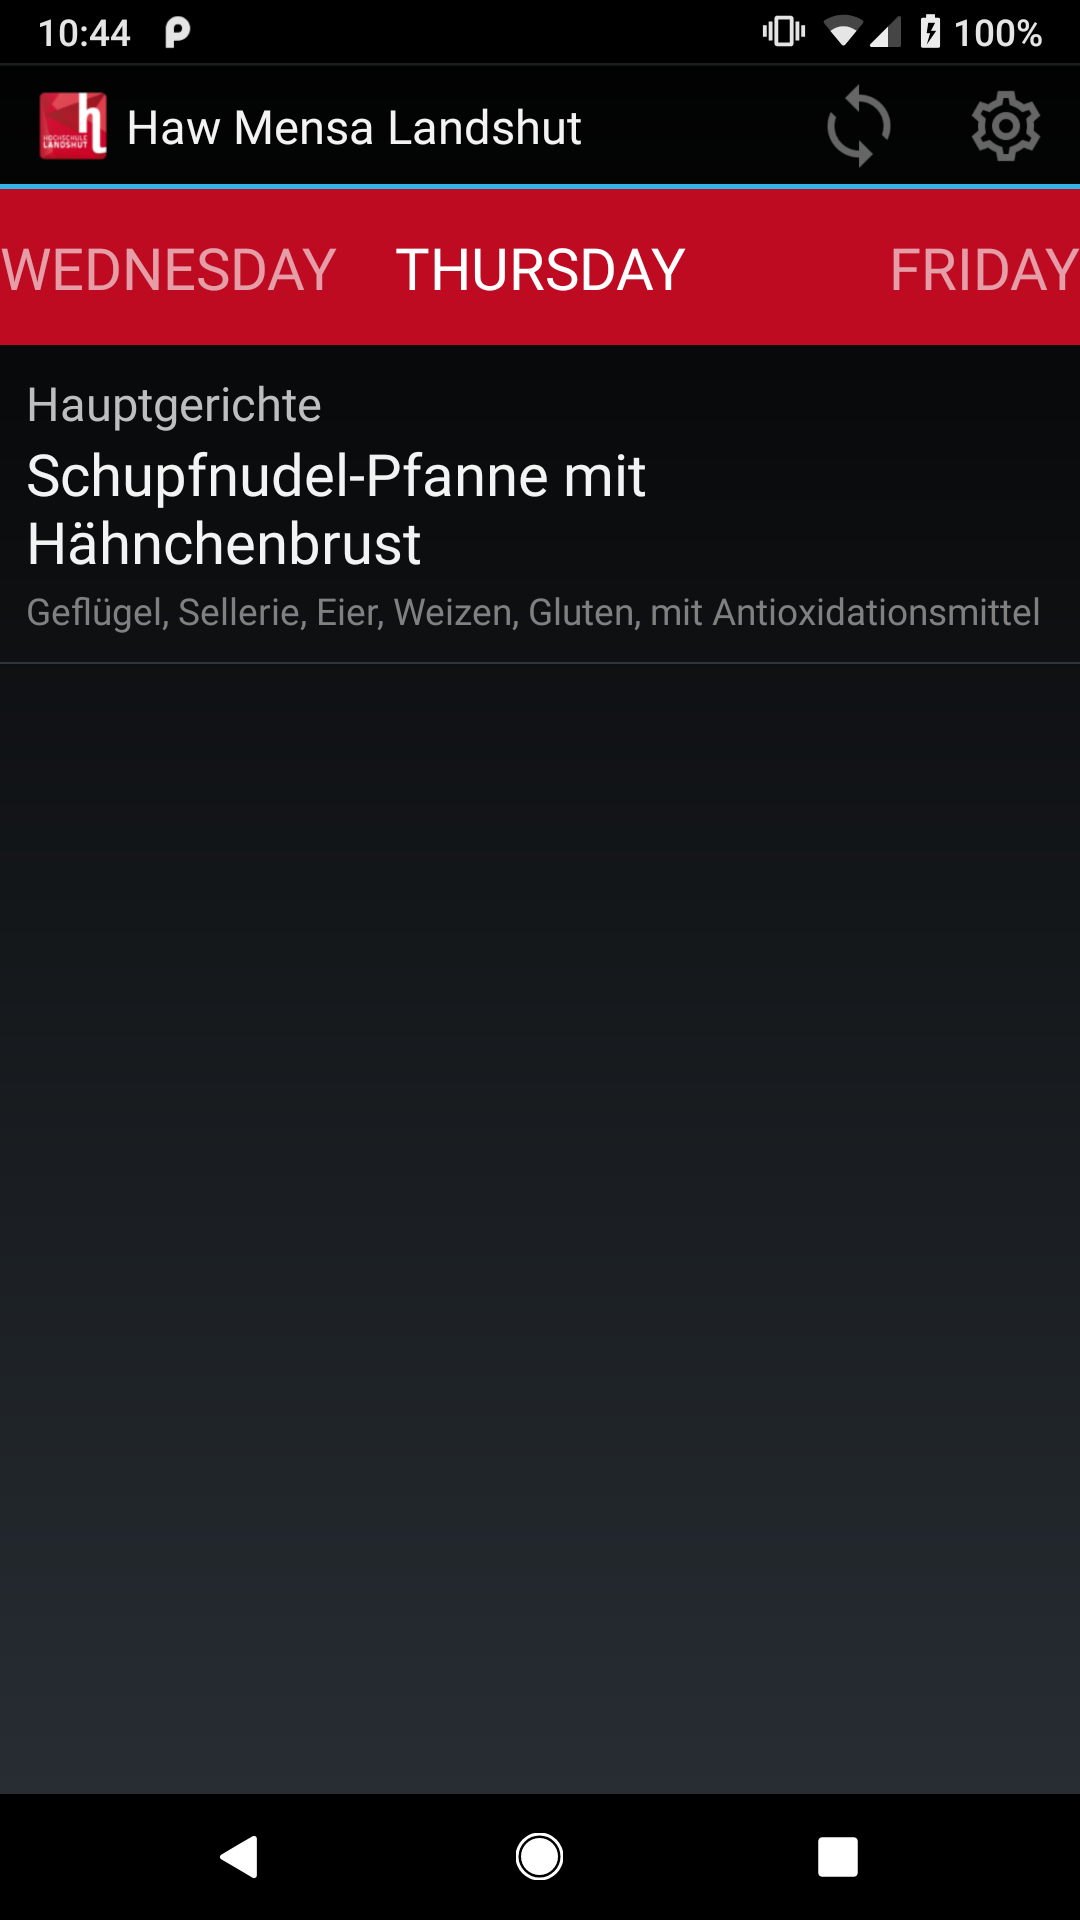 10:44 100%
HOCHSCHULE
LANDSHUT
Haw Mensa Landshut
WEDNESDAY THURSDAY FRIDAY
Hauptgerichte
Schupfnudel-Pfanne mit
Hähnchenbrust
Geflügel, Sellerie, Eier, Weizen, Gluten, mit Antioxidationsmittel